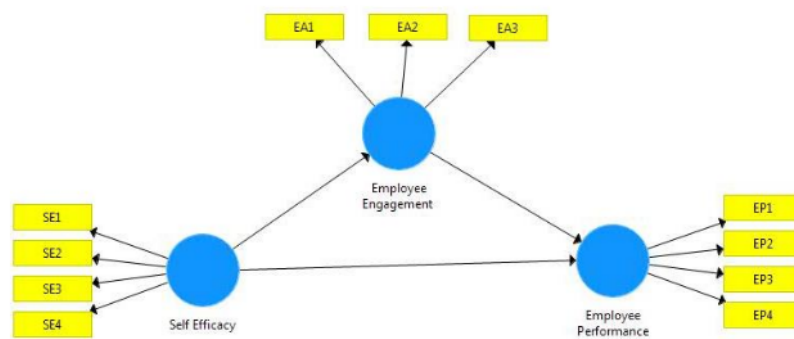 EA1
EA2
EA3
Employee
Engagement
SE1
SE2
SE3
SE4
Self Efficacy
EP1
EP2
EP3
EP4
Employee
Performance